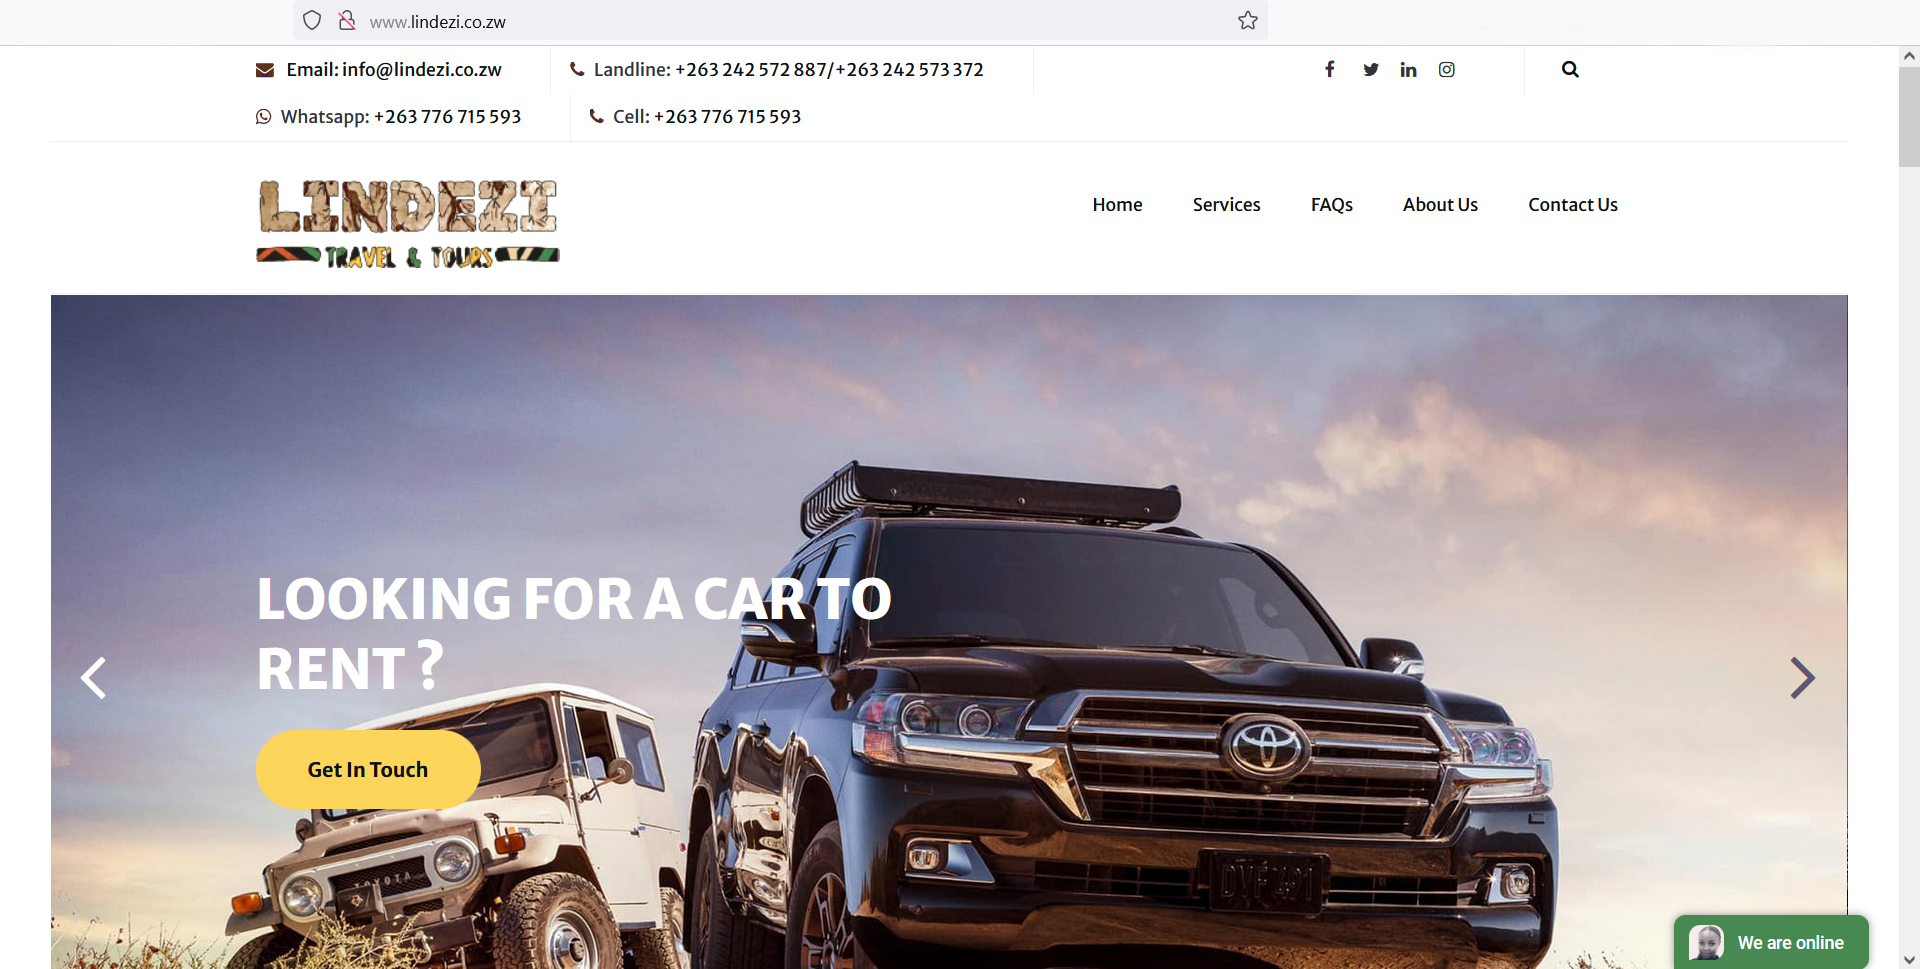 www.lindezi.co.zw
Email: info@lindezi.co.zw
Landline: +263 242 572 887/+263 242 573 372
Whatsapp: +263 776 715 593
Cell: +263 776 715 593
LINDEZI
TRAVEL & TOURS
Home
Services
FAQs
About Us
Contact Us
LOOKING FOR A CAR TO
RENT ?
Get In Touch
TOYOTA
We are online